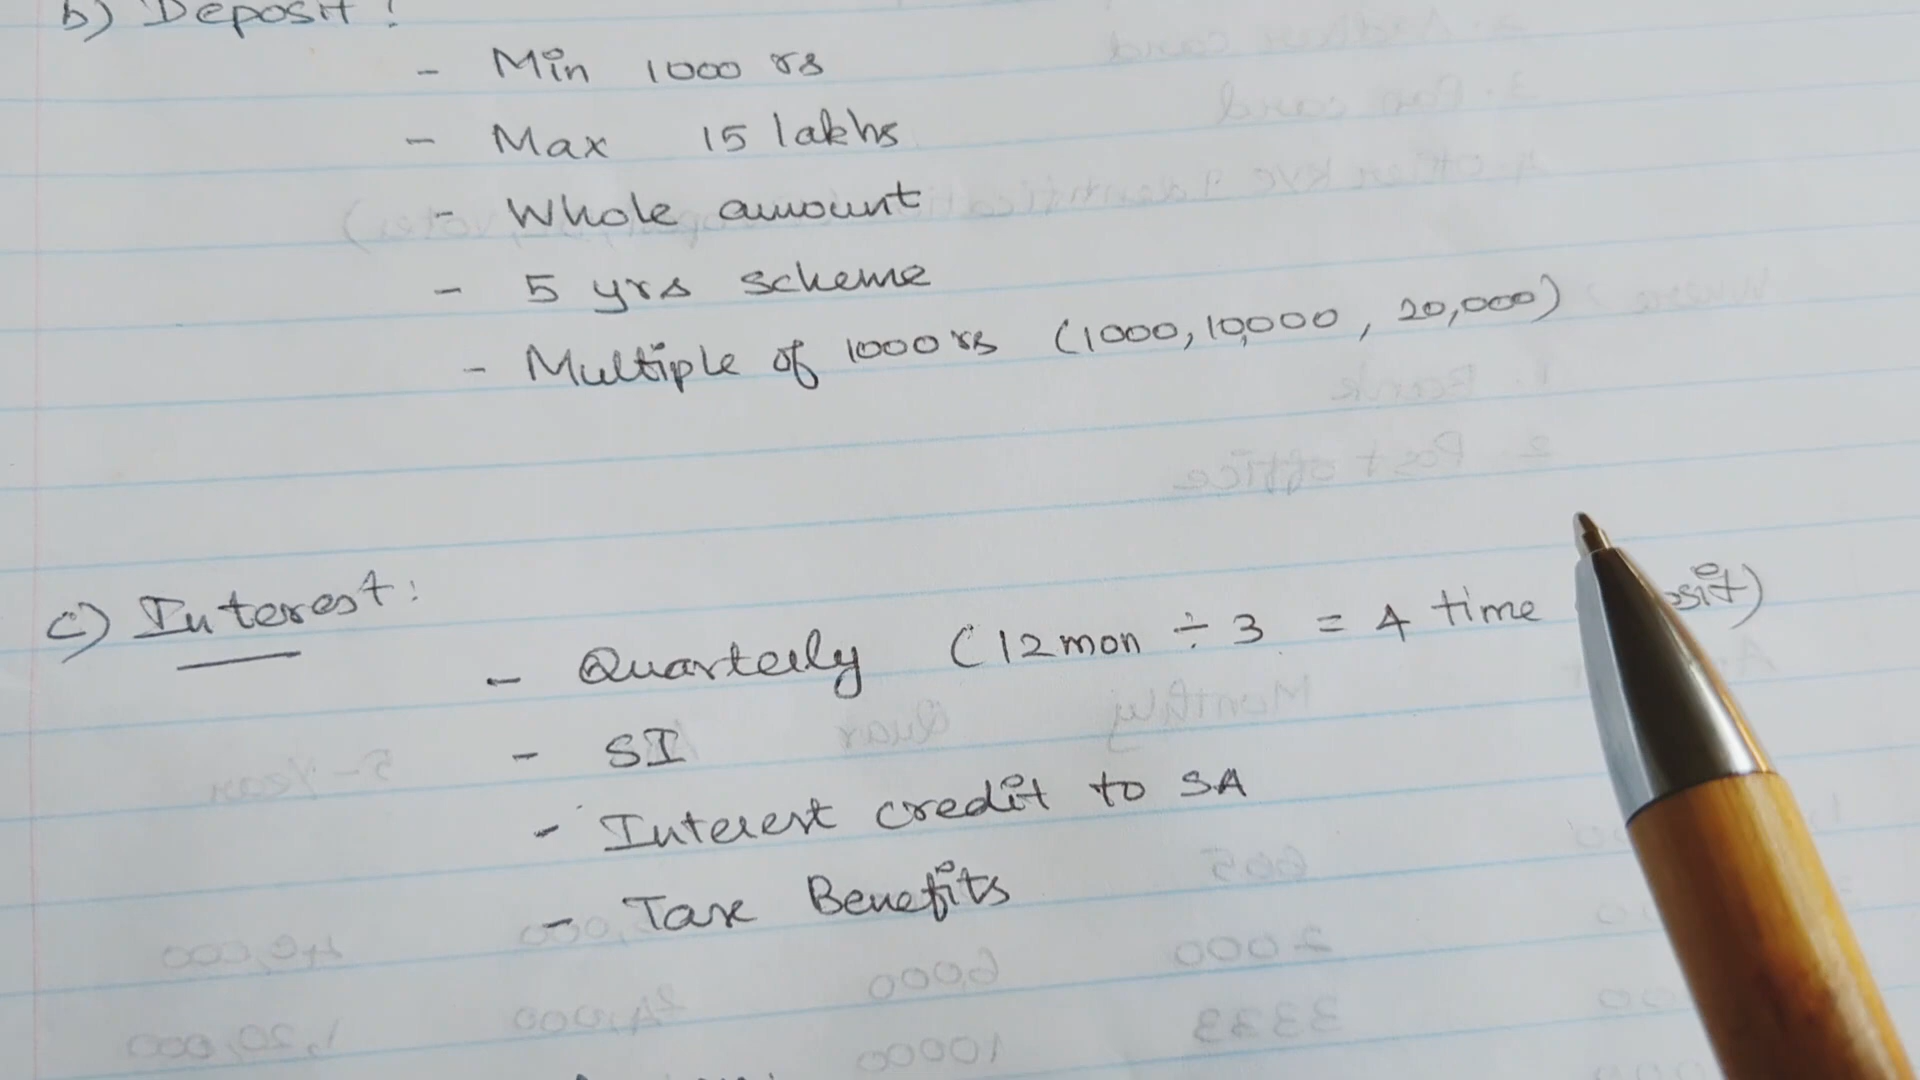 b) Deposit:
- Min 1000 rs
- Max 15 lakhs
- Whole amount
- 5 yrs scheme
- Multiple of 1000 rs (1000, 10,000, 20,000)
c) Interest:
- Quarterly (12 mon ÷ 3 = 4 time
- SI
- Interest credit to SA
- Tax Benefits